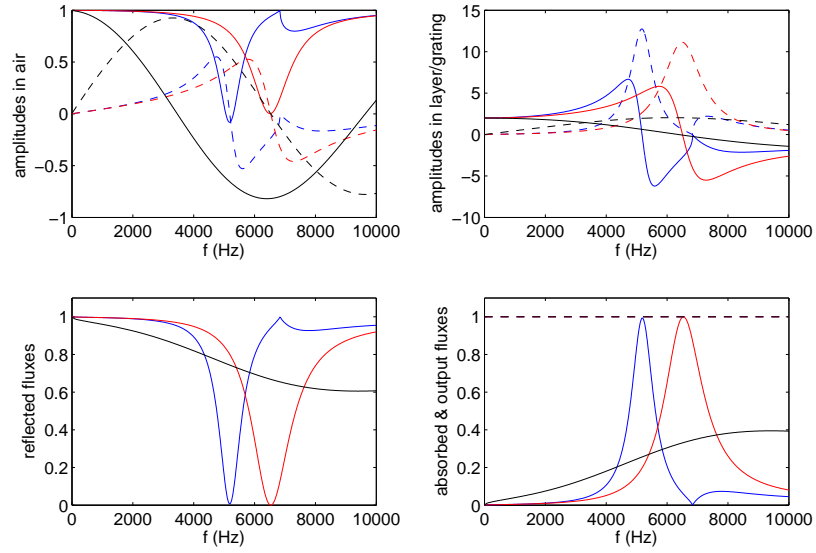 amplitudes in air
1
0.5
0
−0.5
−1
0 2000 4000 6000 8000 10000
f (Hz)
amplitudes in layer/grating
15
10
5
0
−5
−10
0 2000 4000 6000 8000 10000
f (Hz)
reflected fluxes
1
0.8
0.6
0.4
0.2
0
0 2000 4000 6000 8000 10000
f (Hz)
absorbed & output fluxes
1
0.8
0.6
0.4
0.2
0
0 2000 4000 6000 8000 10000
f (Hz)